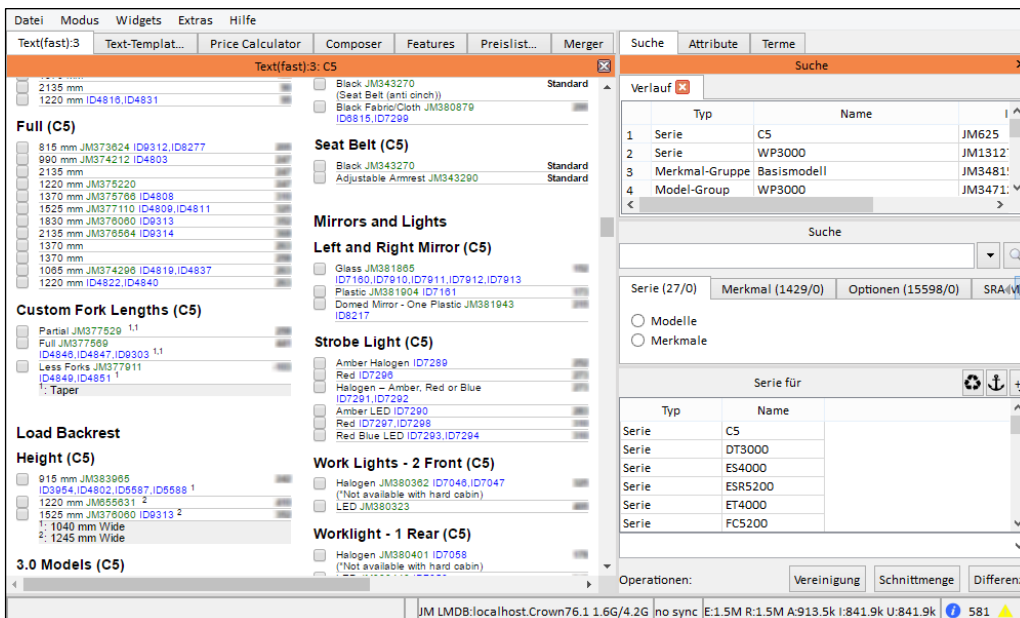 Datei Modus Widgets Extras Hilfe
Text(fast):3 Text-Templat... Price Calculator Composer Features Preislist... Merger
Text(fast):3: C5
2135 mm
1220 mm ID4816,ID4831
Full (C5)
815 mm JM373624 ID9312,ID8277
990 mm JM374212 ID4803
2135 mm
1220 mm JM375220
1370 mm JM375766 ID4808
1525 mm JM377110 ID4809,ID4811
1830 mm JM376060 ID9313
2135 mm JM376564 ID9314
1370 mm
1370 mm
1065 mm JM374296 ID4819,ID4837
1220 mm ID4822,ID4840
Custom Fork Lengths (C5)
Partial JM377529 1,1
Full JM377569
ID4846,ID4847,ID9303 1,1
Less Forks JM377911
ID4849,ID4851 1
1: Taper
Load Backrest
Height (C5)
915 mm JM383965
ID3954,ID4802,ID5587,ID5588 1
1220 mm JM655631 2
1525 mm JM376060 ID9313 2
1: 1040 mm Wide
2: 1245 mm Wide
3.0 Models (C5)
Black JM343270 Standard
(Seat Belt (anti cinch))
Black Fabric/Cloth JM380879
ID6815,ID7299
Seat Belt (C5)
Black JM343270 Standard
Adjustable Armrest JM343290 Standard
Mirrors and Lights
Left and Right Mirror (C5)
Glass JM381865
ID7160,ID7910,ID7911,ID7912,ID7913
Plastic JM381904 ID7161
Domed Mirror - One Plastic JM381943
ID8217
Strobe Light (C5)
Amber Halogen ID7289
Red ID7296
Halogen – Amber, Red or Blue
ID7291,ID7292
Amber LED ID7290
Red ID7297,ID7298
Red Blue LED ID7293,ID7294
Work Lights - 2 Front (C5)
Halogen JM380362 ID7046,ID7047
(*Not available with hard cabin)
LED JM380323
Worklight - 1 Rear (C5)
Halogen JM380401 ID7058
(*Not available with hard cabin)
Suche Attribute Terme
Suche
Verlauf
Typ Name
1 Serie C5 JM625
2 Serie WP3000 JM1312
3 Merkmal-Gruppe Basismodell JM3481
4 Model-Group WP3000 JM3471
Suche
Serie (27/0) Merkmal (1429/0) Optionen (15598/0) SRA
Modelle
Merkmale
Serie für
Typ Name
Serie C5
Serie DT3000
Serie ES4000
Serie ESR5200
Serie ET4000
Serie FC5200
Operationen: Vereinigung Schnittmenge Differen
JM LMDB:localhost.Crown76.1 1.6G/4.2G no sync E:1.5M R:1.5M A:913.5k I:841.9k U:841.9k 581